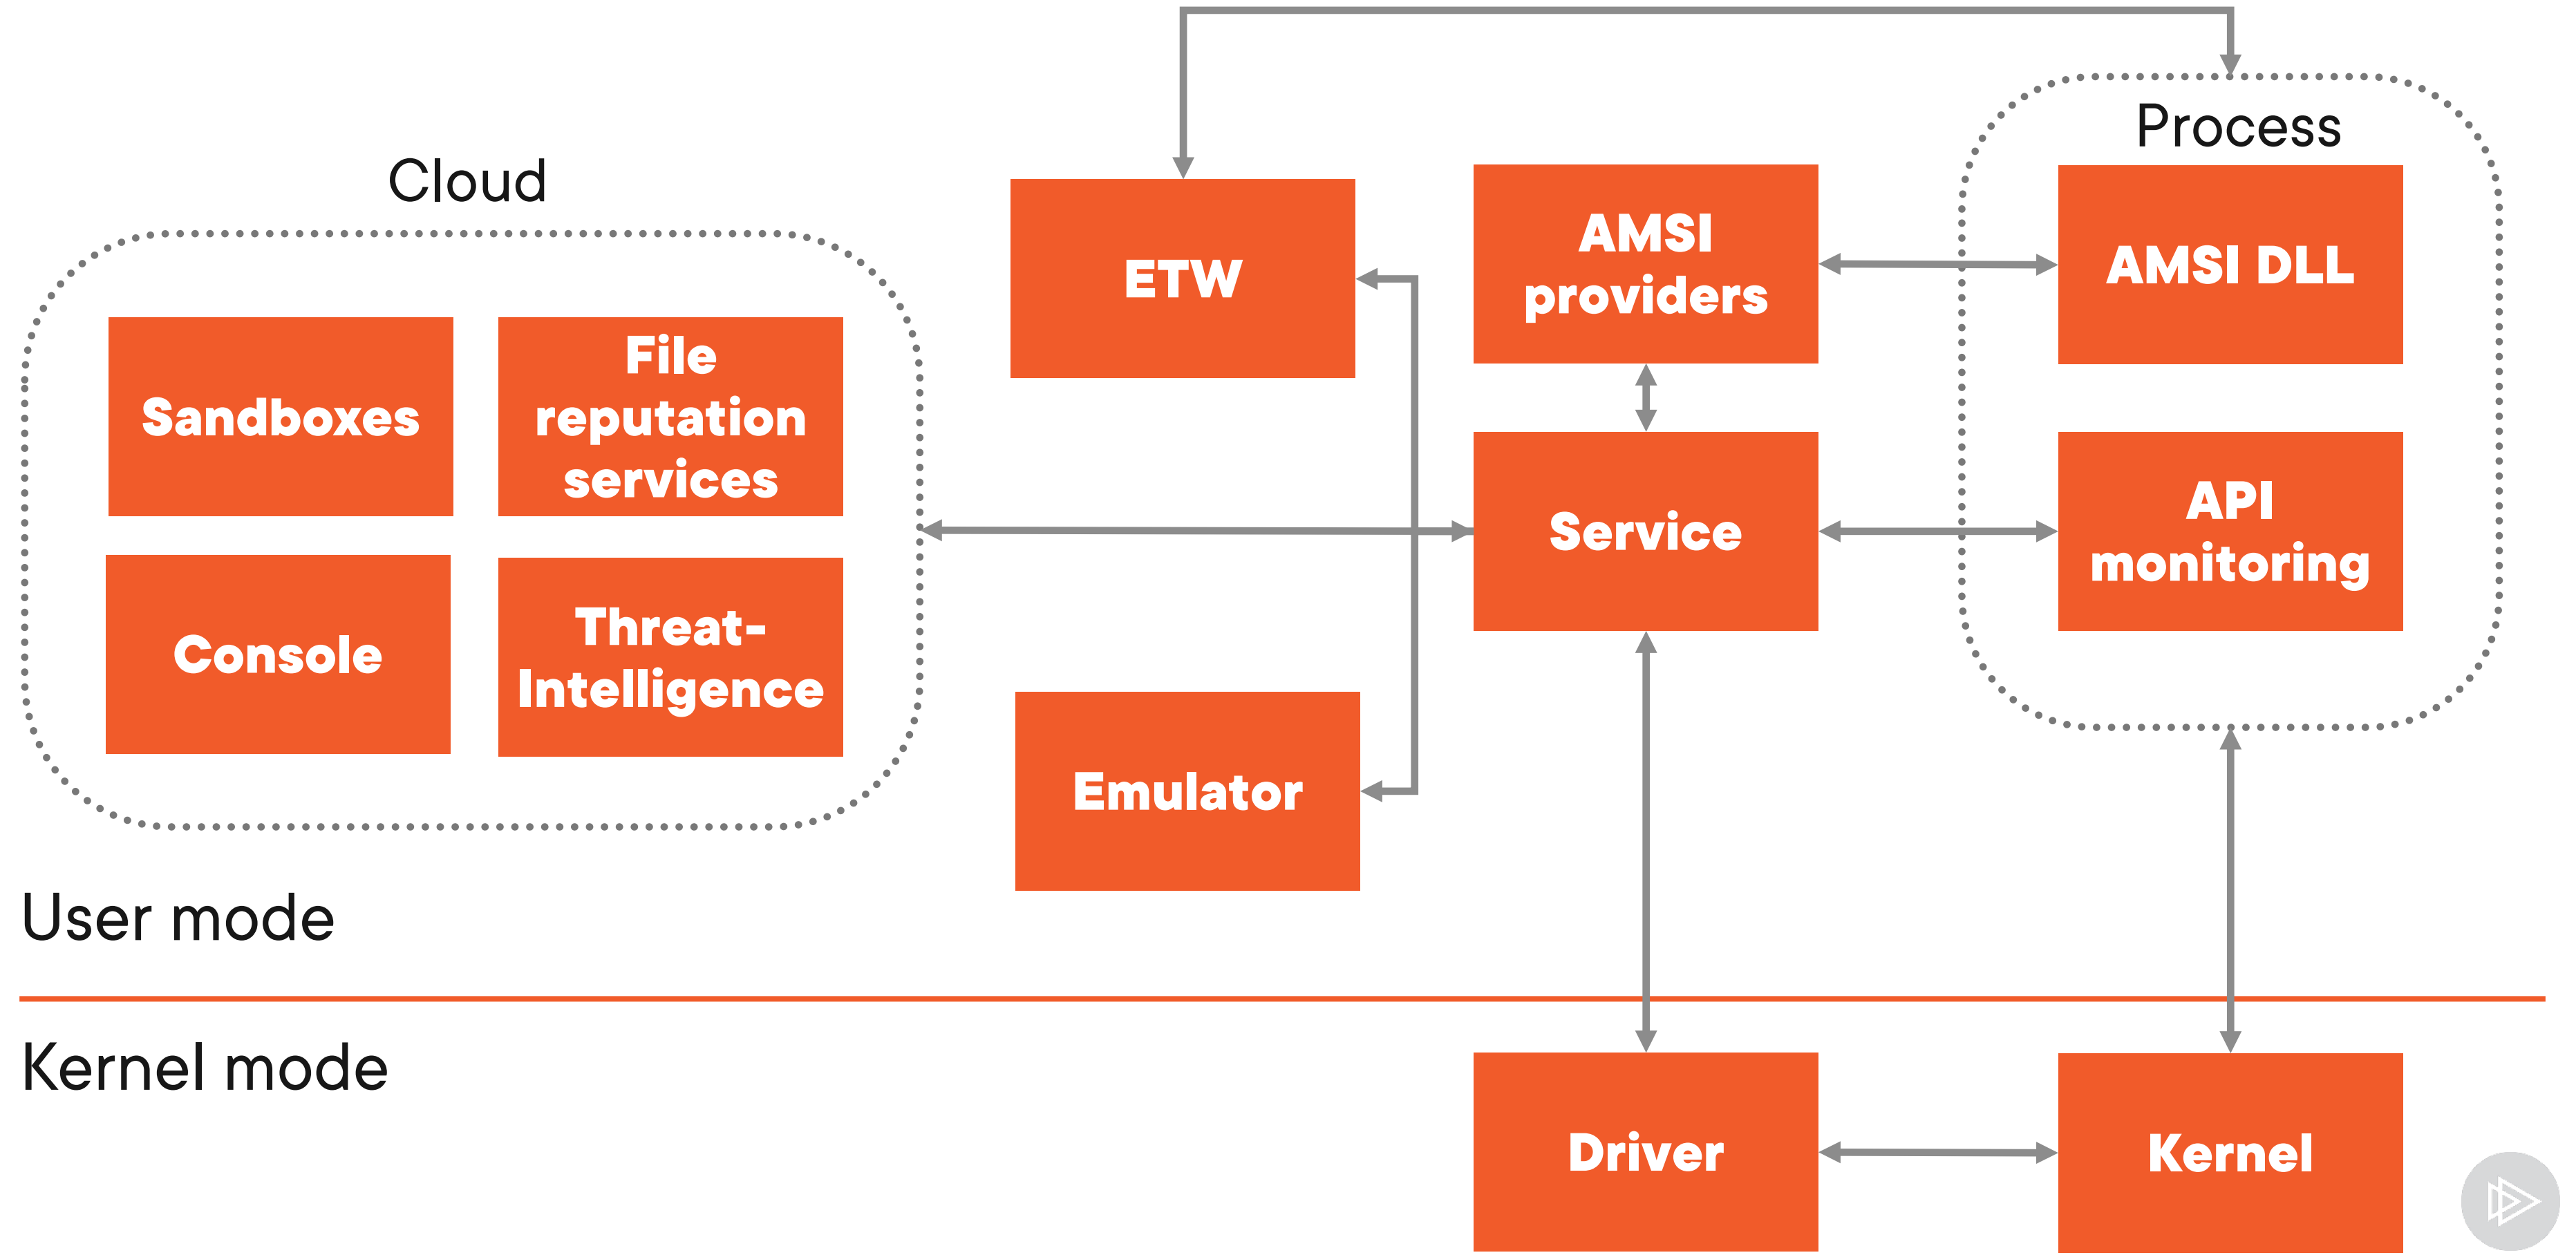 Process
Cloud
ETW
AMSI
providers
AMSI DLL
Sandboxes
File
reputation
services
Service
API
monitoring
Console
Threat-
Intelligence
Emulator
User mode
Kernel mode
Driver
Kernel